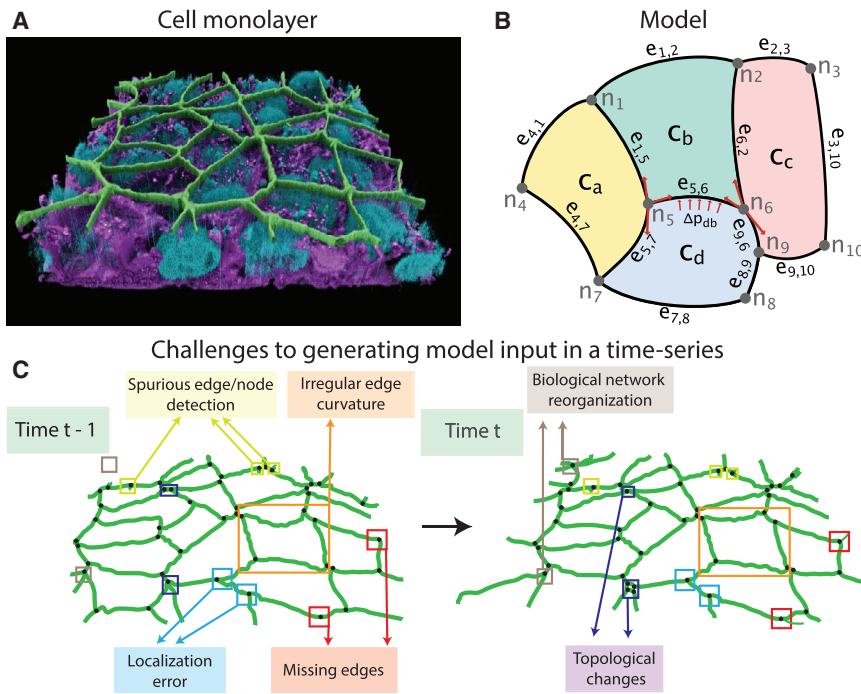 A
Cell monolayer
B
Model
e1,2
e2,3
n1
n2
n3
e4,1
e1,5
Cb
e6,2
Cc
e3,10
Ca
n4
e5,6
n5
Δpdb
n6
e4,7
e5,7
Cd
e9,6
n9
n10
e8,9
e9,10
n7
n8
e7,8
Challenges to generating model input in a time-series
C
Spurious edge/node
detection
Irregular edge
curvature
Biological network
reorganization
Time t - 1
Time t
Localization
error
Missing edges
Topological
changes